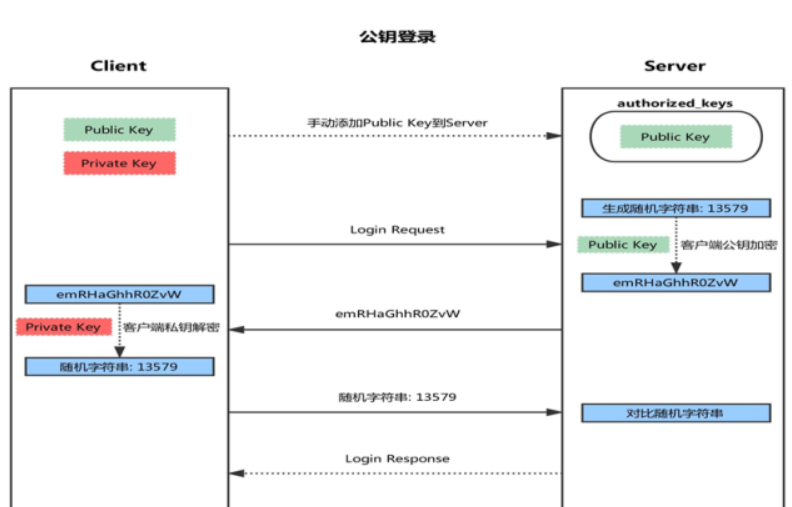 公钥登录
Client
Server
authorized_keys
Public Key
手动添加Public Key到Server
Public Key
Private Key
生成随机字符串: 13579
Login Request
Public Key
客户端公钥加密
emRHaGhhR0ZvW
emRHaGhhR0ZvW
emRHaGhhR0ZvW
Private Key
客户端私钥解密
随机字符串: 13579
随机字符串: 13579
对比随机字符串
Login Response